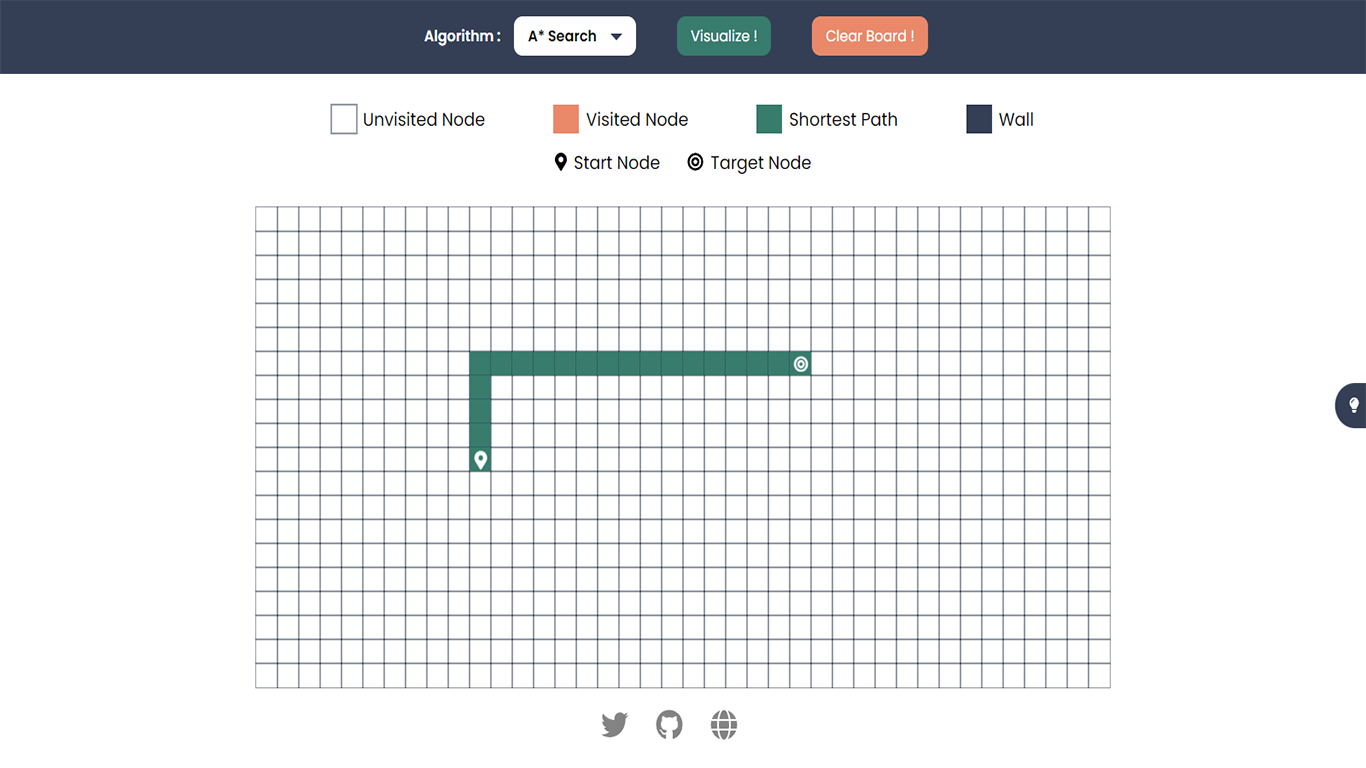 Algorithm : A* Search Visualize ! Clear Board !
Unvisited Node Visited Node Shortest Path Wall
Start Node Target Node